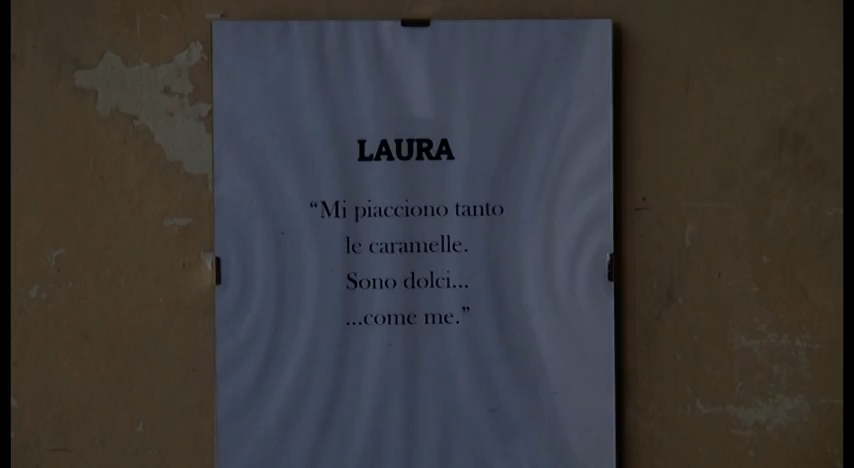 LAURA
“Mi piacciono tanto
le caramelle.
Sono dolci...
...come me.”